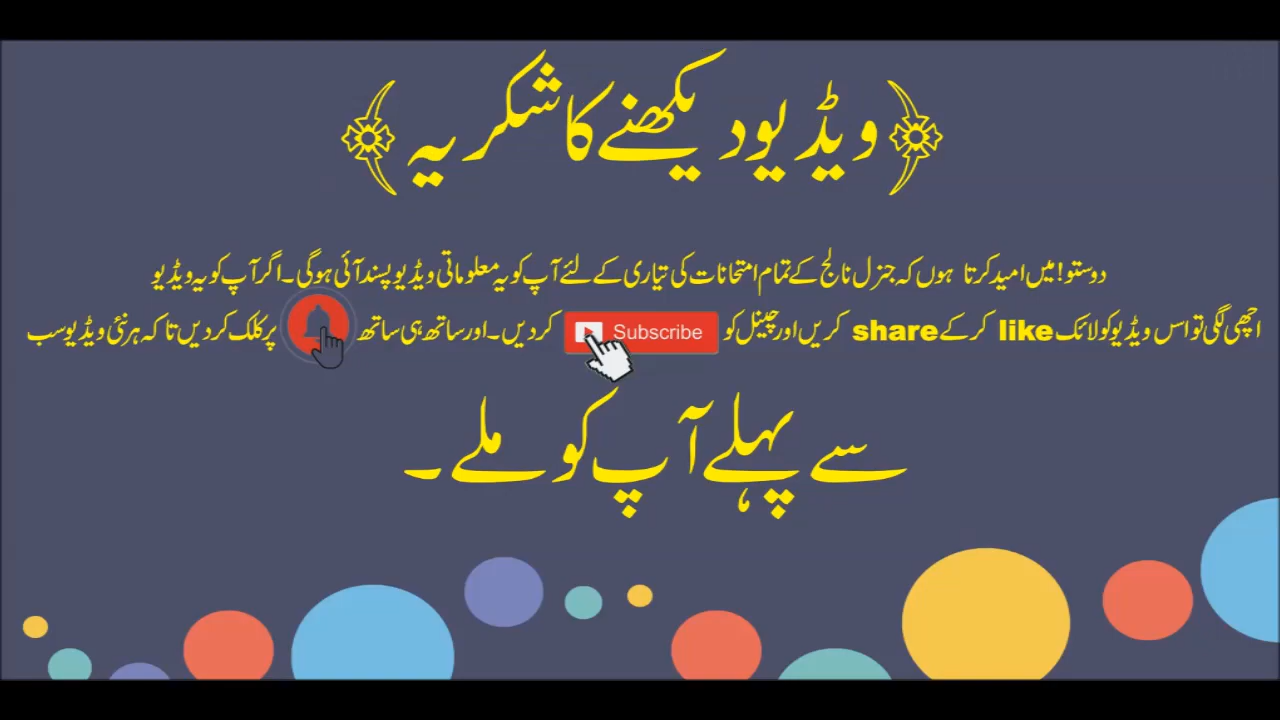 ﴿ویڈیو دیکھنے کا شکریہ﴾
دوستو! میں امید کرتا ہوں کہ جنرل نالج کے تمام امتحانات کی تیاری کے لئے آپ کو یہ معلوماتی ویڈیو پسند آئی ہوگی۔ اگر آپ کو یہ ویڈیو
اچھی لگی تو اس ویڈیو کو لائک like کر کے share کریں اور چینل کو Subscribe کر دیں۔ اور ساتھ ہی ساتھ پر کلک کر دیں تا کہ ہر نئی ویڈیو سب
سے پہلے آپ کو ملے۔